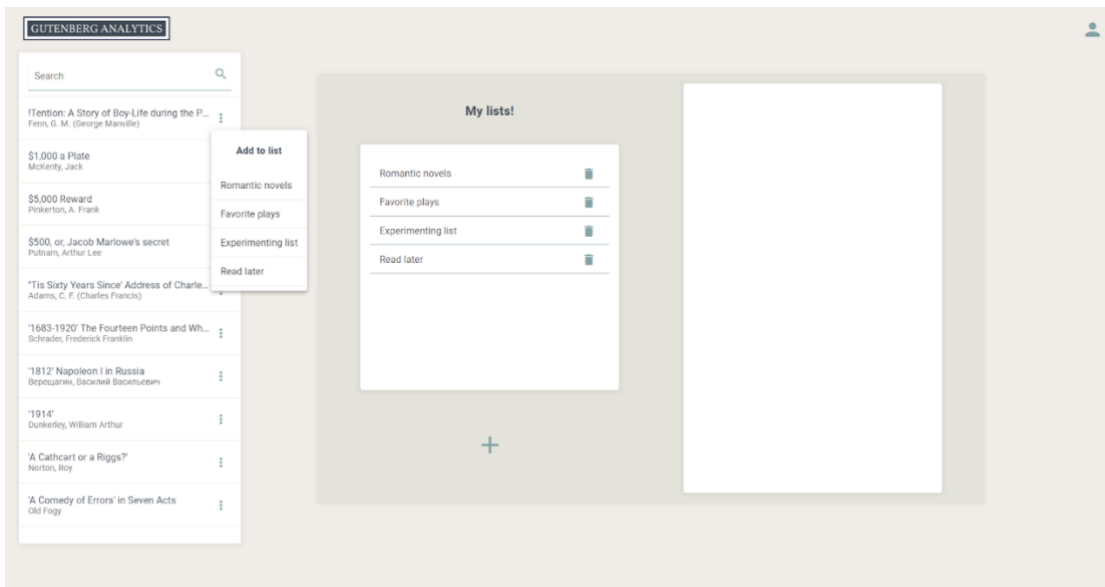 GUTENBERG ANALYTICS
Search
!Tention: A Story of Boy-Life during the P...
Fenn, G. M. (George Manville)
$1,000 a Plate
McKenty, Jack
$5,000 Reward
Pinkerton, A. Frank
$500, or, Jacob Marlowe's secret
Putnam, Arthur Lee
"Tis Sixty Years Since' Address of Charle...
Adams, C. F. (Charles Francis)
'1683-1920' The Fourteen Points and Wh...
Schrader, Frederick Franklin
'1812' Napoleon I in Russia
Верещагин, Василий Васильевич
'1914'
Dunkerley, William Arthur
'A Cathcart or a Riggs?'
Norton, Roy
'A Comedy of Errors' in Seven Acts
Old Fogy
Add to list
Romantic novels
Favorite plays
Experimenting list
Read later
My lists!
Romantic novels
Favorite plays
Experimenting list
Read later